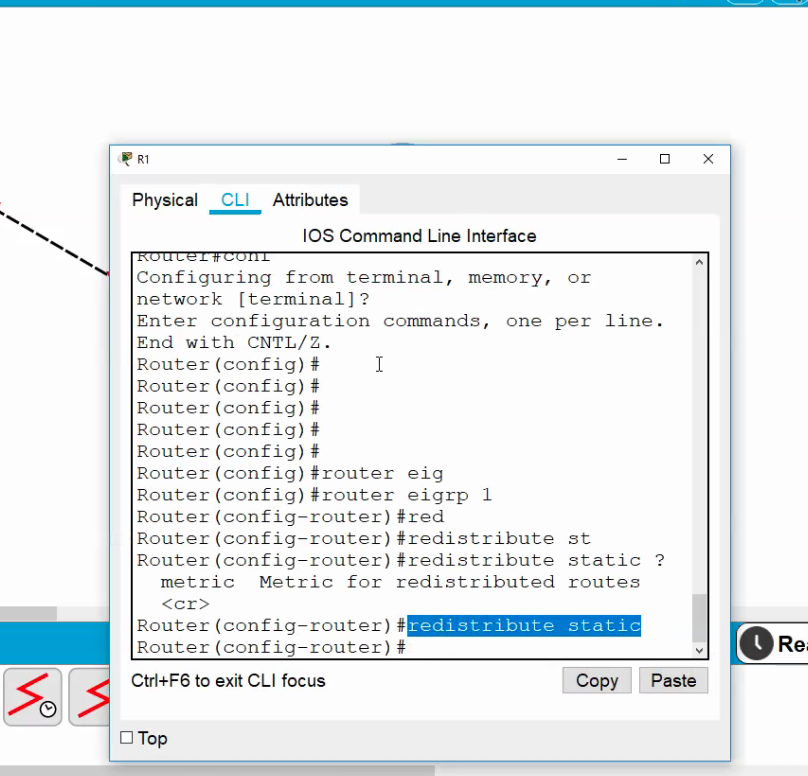 R1
Physical CLI Attributes
IOS Command Line Interface
Router#conf
Configuring from terminal, memory, or
network [terminal]?
Enter configuration commands, one per line.
End with CNTL/Z.
Router(config)#
Router(config)#
Router(config)#
Router(config)#
Router(config)#
Router(config)#router eig
Router(config)#router eigrp 1
Router(config-router)#red
Router(config-router)#redistribute st
Router(config-router)#redistribute static ?
metric Metric for redistributed routes
<cr>
Router(config-router)#redistribute static
Router(config-router)#
Ctrl+F6 to exit CLI focus
Copy Paste
Top